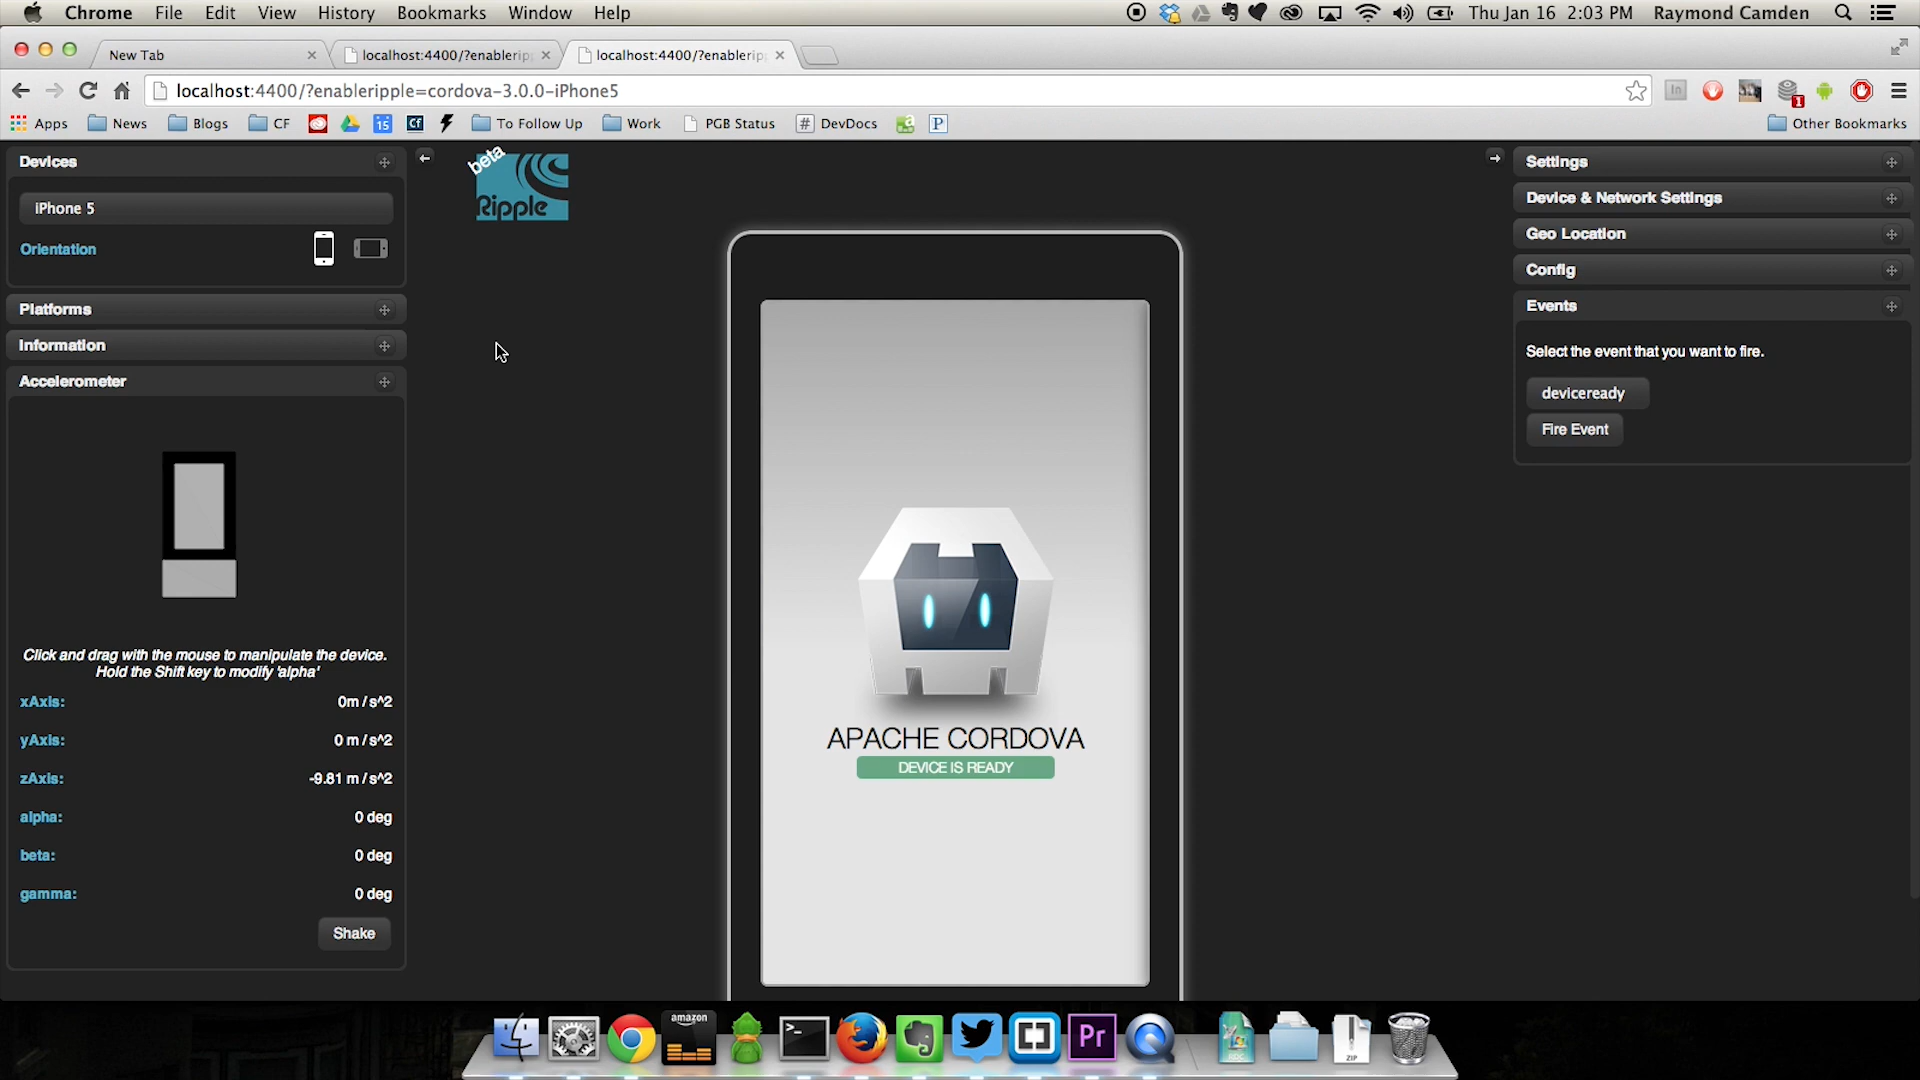 Chrome File Edit View History Bookmarks Window Help Thu Jan 16 2:03 PM Raymond Camden
New Tab localhost:4400/?enablerip localhost:4400/?enablerip
localhost:4400/?enableripple=cordova-3.0.0-iPhone5
Apps News Blogs CF 15 Cf To Follow Up Work PGB Status # DevDocs P Other Bookmarks
In
1
Devices
iPhone 5
Orientation
Platforms
Information
Accelerometer
Click and drag with the mouse to manipulate the device.
Hold the Shift key to modify 'alpha'
xAxis: 0m / s^2
yAxis: 0 m / s^2
zAxis: -9.81 m / s^2
alpha: 0 deg
beta: 0 deg
gamma: 0 deg
Shake
beta
Ripple
APACHE CORDOVA
DEVICE IS READY
Settings
Device & Network Settings
Geo Location
Config
Events
Select the event that you want to fire.
deviceready
Fire Event
amazon
>_
Pr
ZIP